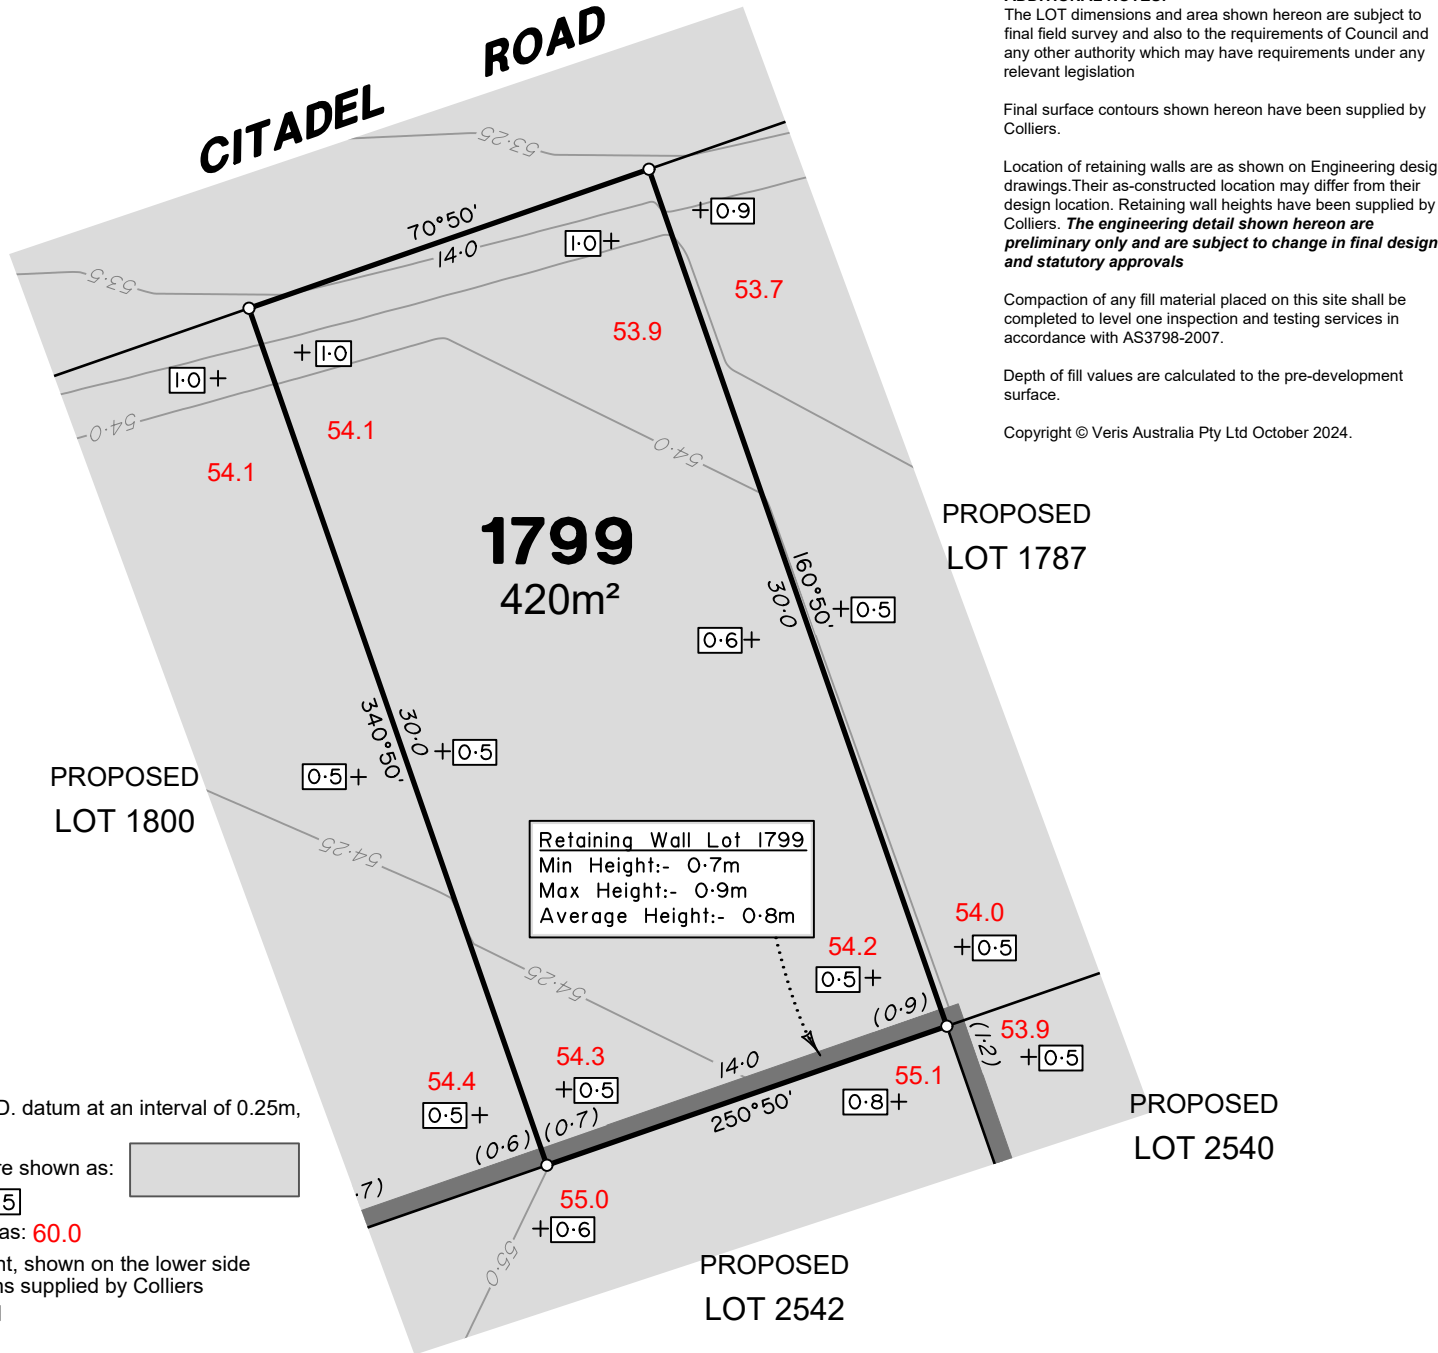 CITADEL ROAD
ADDITIONAL NOTES:
The LOT dimensions and area shown hereon are subject to
final field survey and also to the requirements of Council and
any other authority which may have requirements under any
relevant legislation
Final surface contours shown hereon have been supplied by
Colliers.
Location of retaining walls are as shown on Engineering desig
drawings.Their as-constructed location may differ from their
design location. Retaining wall heights have been supplied by
Colliers. The engineering detail shown hereon are
preliminary only and are subject to change in final design
and statutory approvals
Compaction of any fill material placed on this site shall be
completed to level one inspection and testing services in
accordance with AS3798-2007.
Depth of fill values are calculated to the pre-development
surface.
Copyright © Veris Australia Pty Ltd October 2024.
53·25
70°50'
14·0
0·9
1·0
53·5
53.7
53.9
1·0
1·0
54·0
54.1
54.1
54·0
1799
420m²
PROPOSED
LOT 1787
160°50'
30·0
0·5
0·6
340°50'
30·0
0·5
0·5
PROPOSED
LOT 1800
54·25
Retaining Wall Lot 1799
Min Height:- 0·7m
Max Height:- 0·9m
Average Height:- 0·8m
54.0
0·5
54.2
0·5
54·25
(0·9)
53.9
(1·2)
0·5
54.3
0·5
54.4
0·5
14·0
250°50'
55.1
0·8
(0·6)
(0·7)
·7)
55.0
0·6
55·0
PROPOSED
LOT 2540
PROPOSED
LOT 2542
D. datum at an interval of 0.25m,
re shown as:
5
as: 60.0
nt, shown on the lower side
ns supplied by Colliers